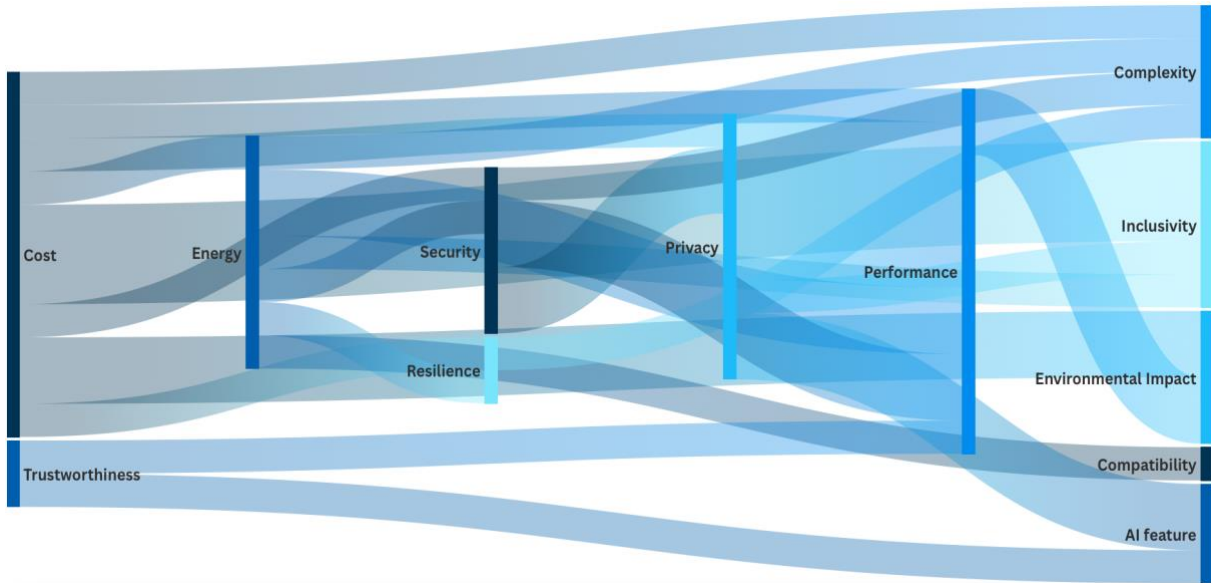 Cost
Trustworthiness
Energy
Security
Resilience
Privacy
Performance
Complexity
Inclusivity
Environmental Impact
Compatibility
AI feature